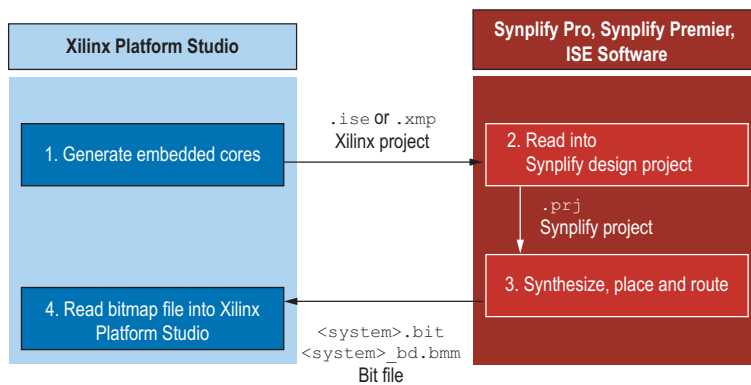 Xilinx Platform Studio
Synplify Pro, Synplify Premier,
ISE Software
1. Generate embedded cores
.ise or .xmp
Xilinx project
2. Read into
Synplify design project
.prj
Synplify project
3. Synthesize, place and route
4. Read bitmap file into Xilinx
Platform Studio
<system>.bit
<system>_bd.bmm
Bit file